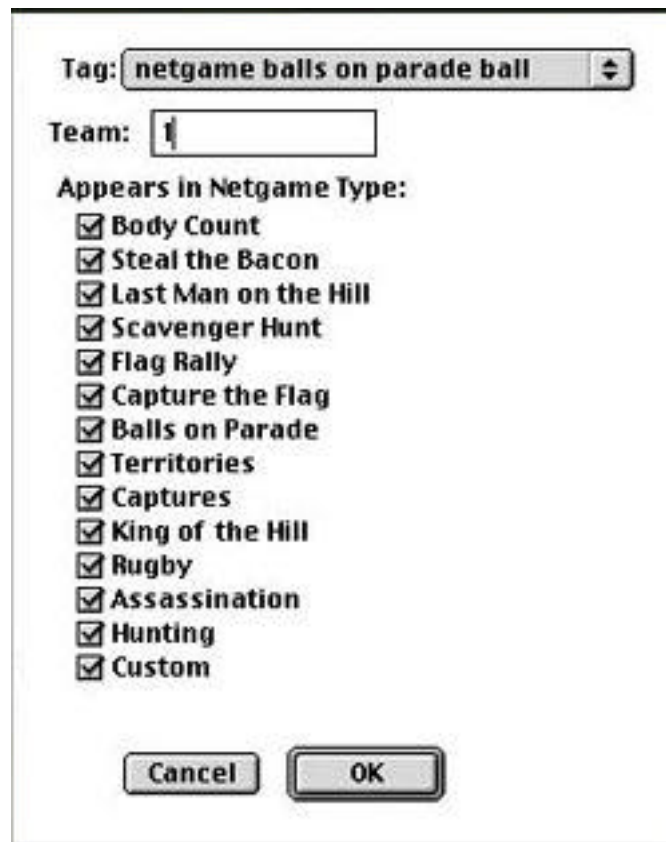 Tag: netgame balls on parade ball
Team: 1
Appears in Netgame Type:
Body Count
Steal the Bacon
Last Man on the Hill
Scavenger Hunt
Flag Rally
Capture the Flag
Balls on Parade
Territories
Captures
King of the Hill
Rugby
Assassination
Hunting
Custom
Cancel OK